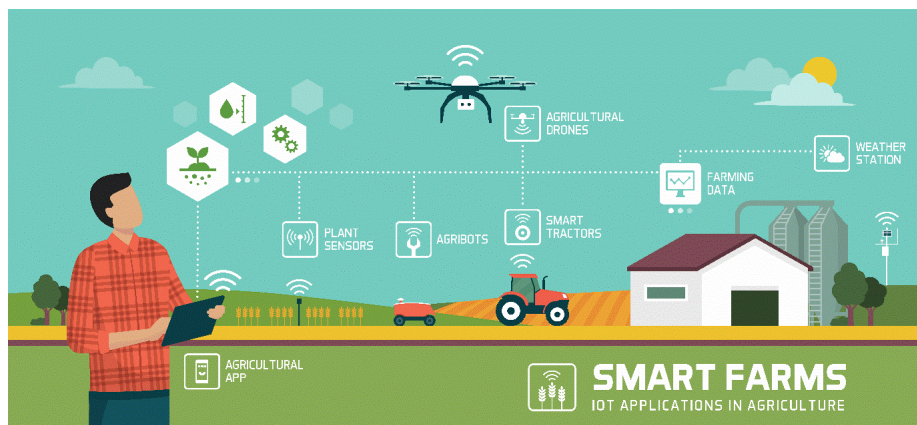 AGRICULTURAL
DRONES
WEATHER
STATION
FARMING
DATA
PLANT
SENSORS
AGRIBOTS
SMART
TRACTORS
AGRICULTURAL
APP
SMART FARMS
IOT APPLICATIONS IN AGRICULTURE